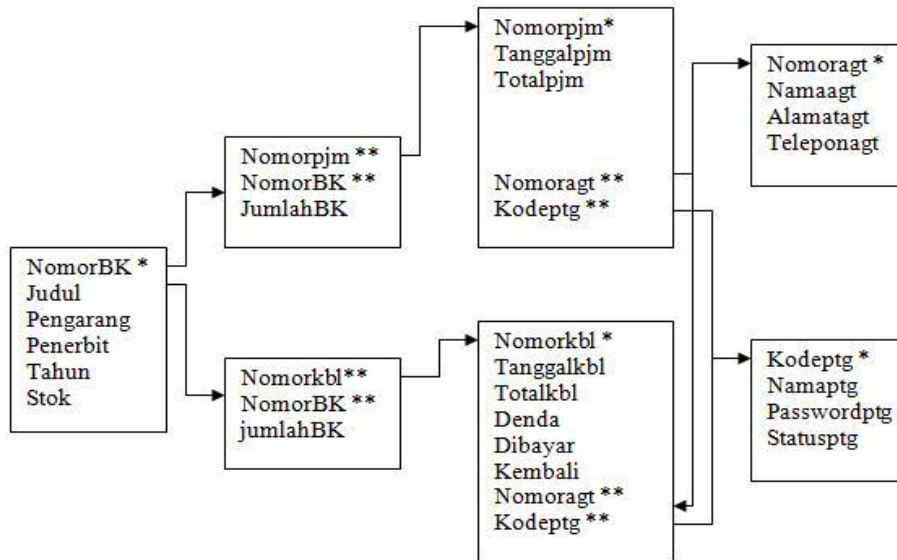 NomorBK *
Judul
Pengarang
Penerbit
Tahun
Stok
Nomorpjm **
NomorBK **
JumlahBK
Nomorkbl**
NomorBK **
jumlahBK
Nomorpjm*
Tanggalpjm
Totalpjm
Nomoragt **
Kodeptg **
Nomorkbl *
Tanggalkbl
Totalkbl
Denda
Dibayar
Kembali
Nomoragt **
Kodeptg **
Nomoragt *
Namaagt
Alamatagt
Teleponagt
Kodeptg *
Namaptg
Passwordptg
Statusptg